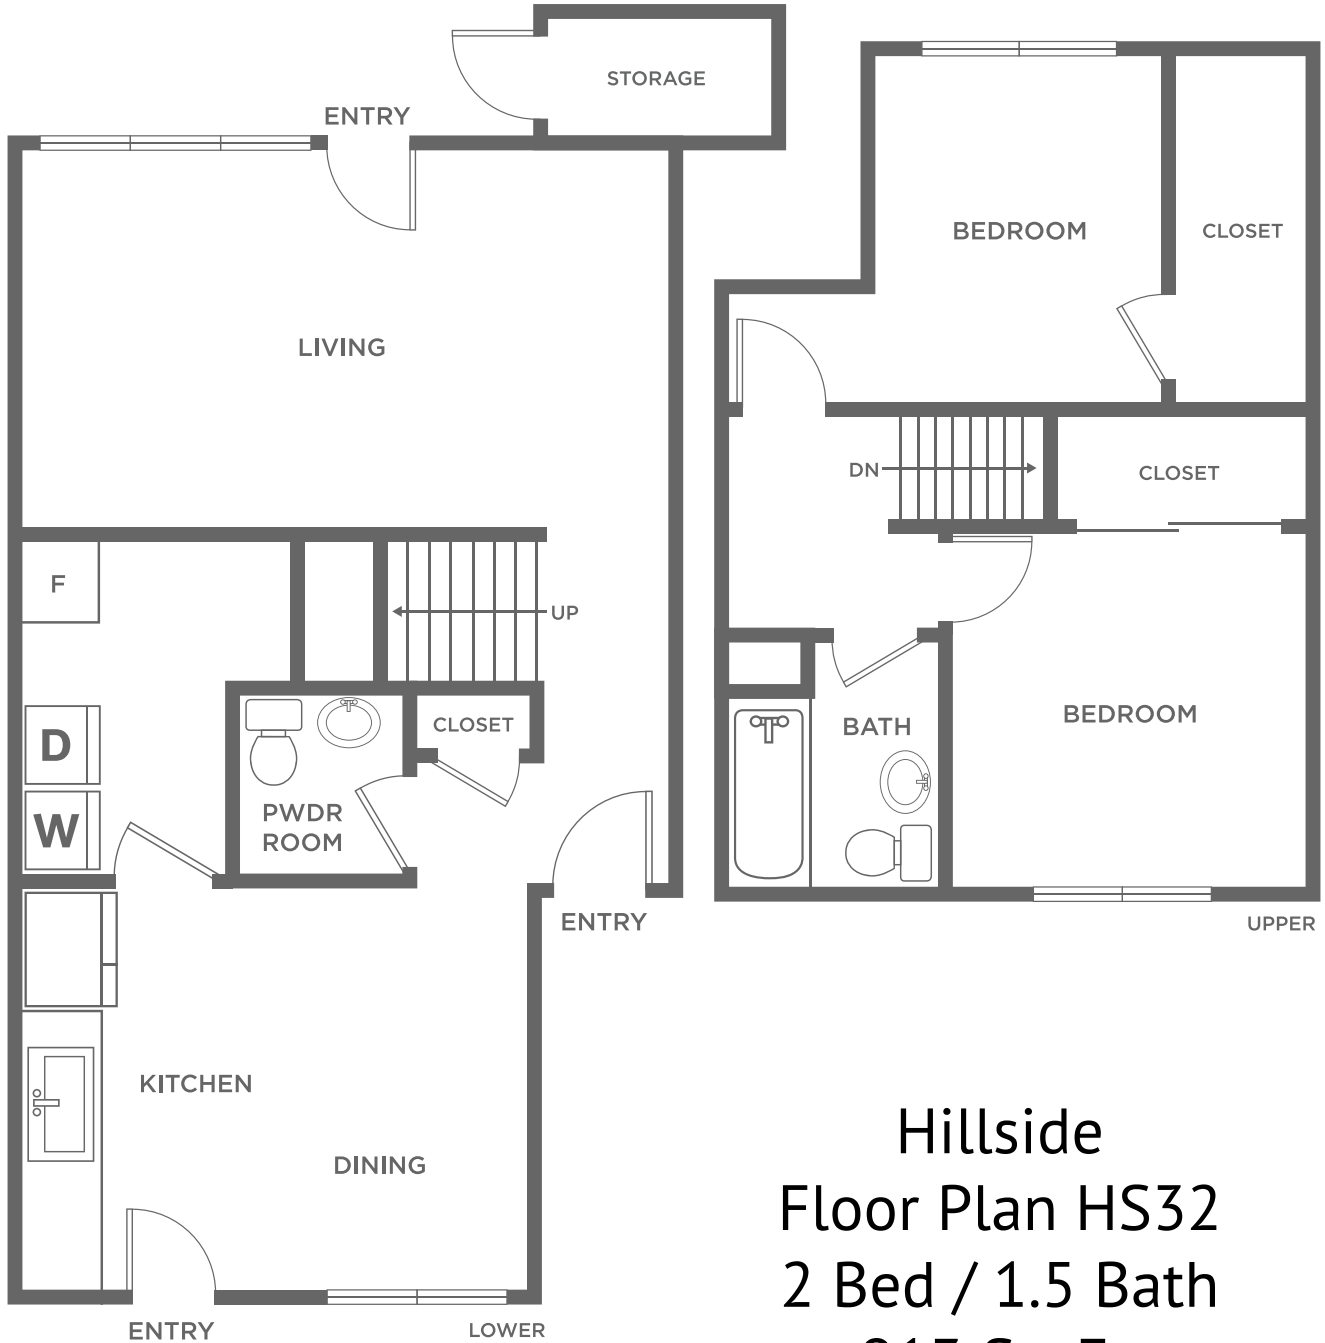 STORAGE
ENTRY
LIVING
F
UP
D
W
CLOSET
PWDR
ROOM
ENTRY
KITCHEN
DINING
ENTRY
LOWER
BEDROOM
CLOSET
DN
CLOSET
BATH
BEDROOM
UPPER
Hillside
Floor Plan HS32
2 Bed / 1.5 Bath